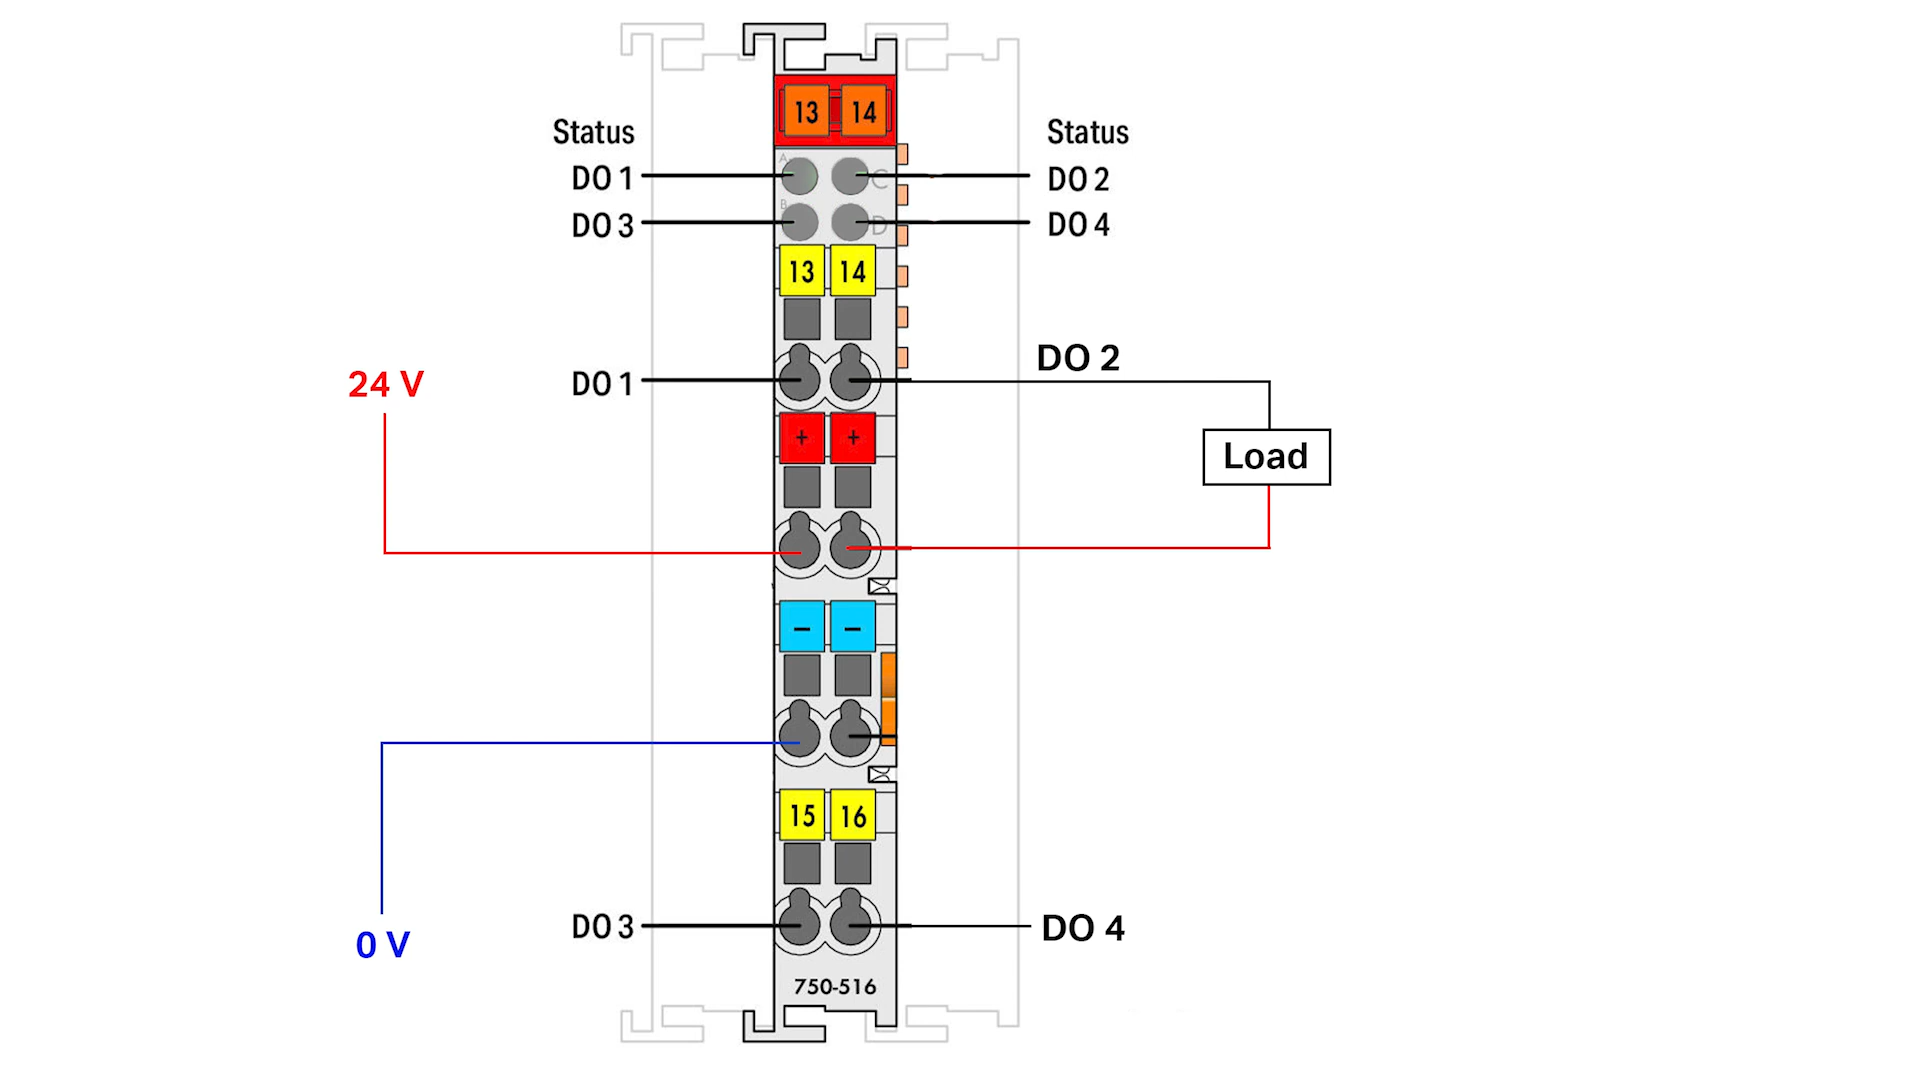 13 14
Status
Status
A
DO 1
C
DO 2
B
DO 3
D
DO 4
13 14
DO 2
24 V
DO 1
+ +
Load
– –
15 16
DO 3
DO 4
0 V
750-516